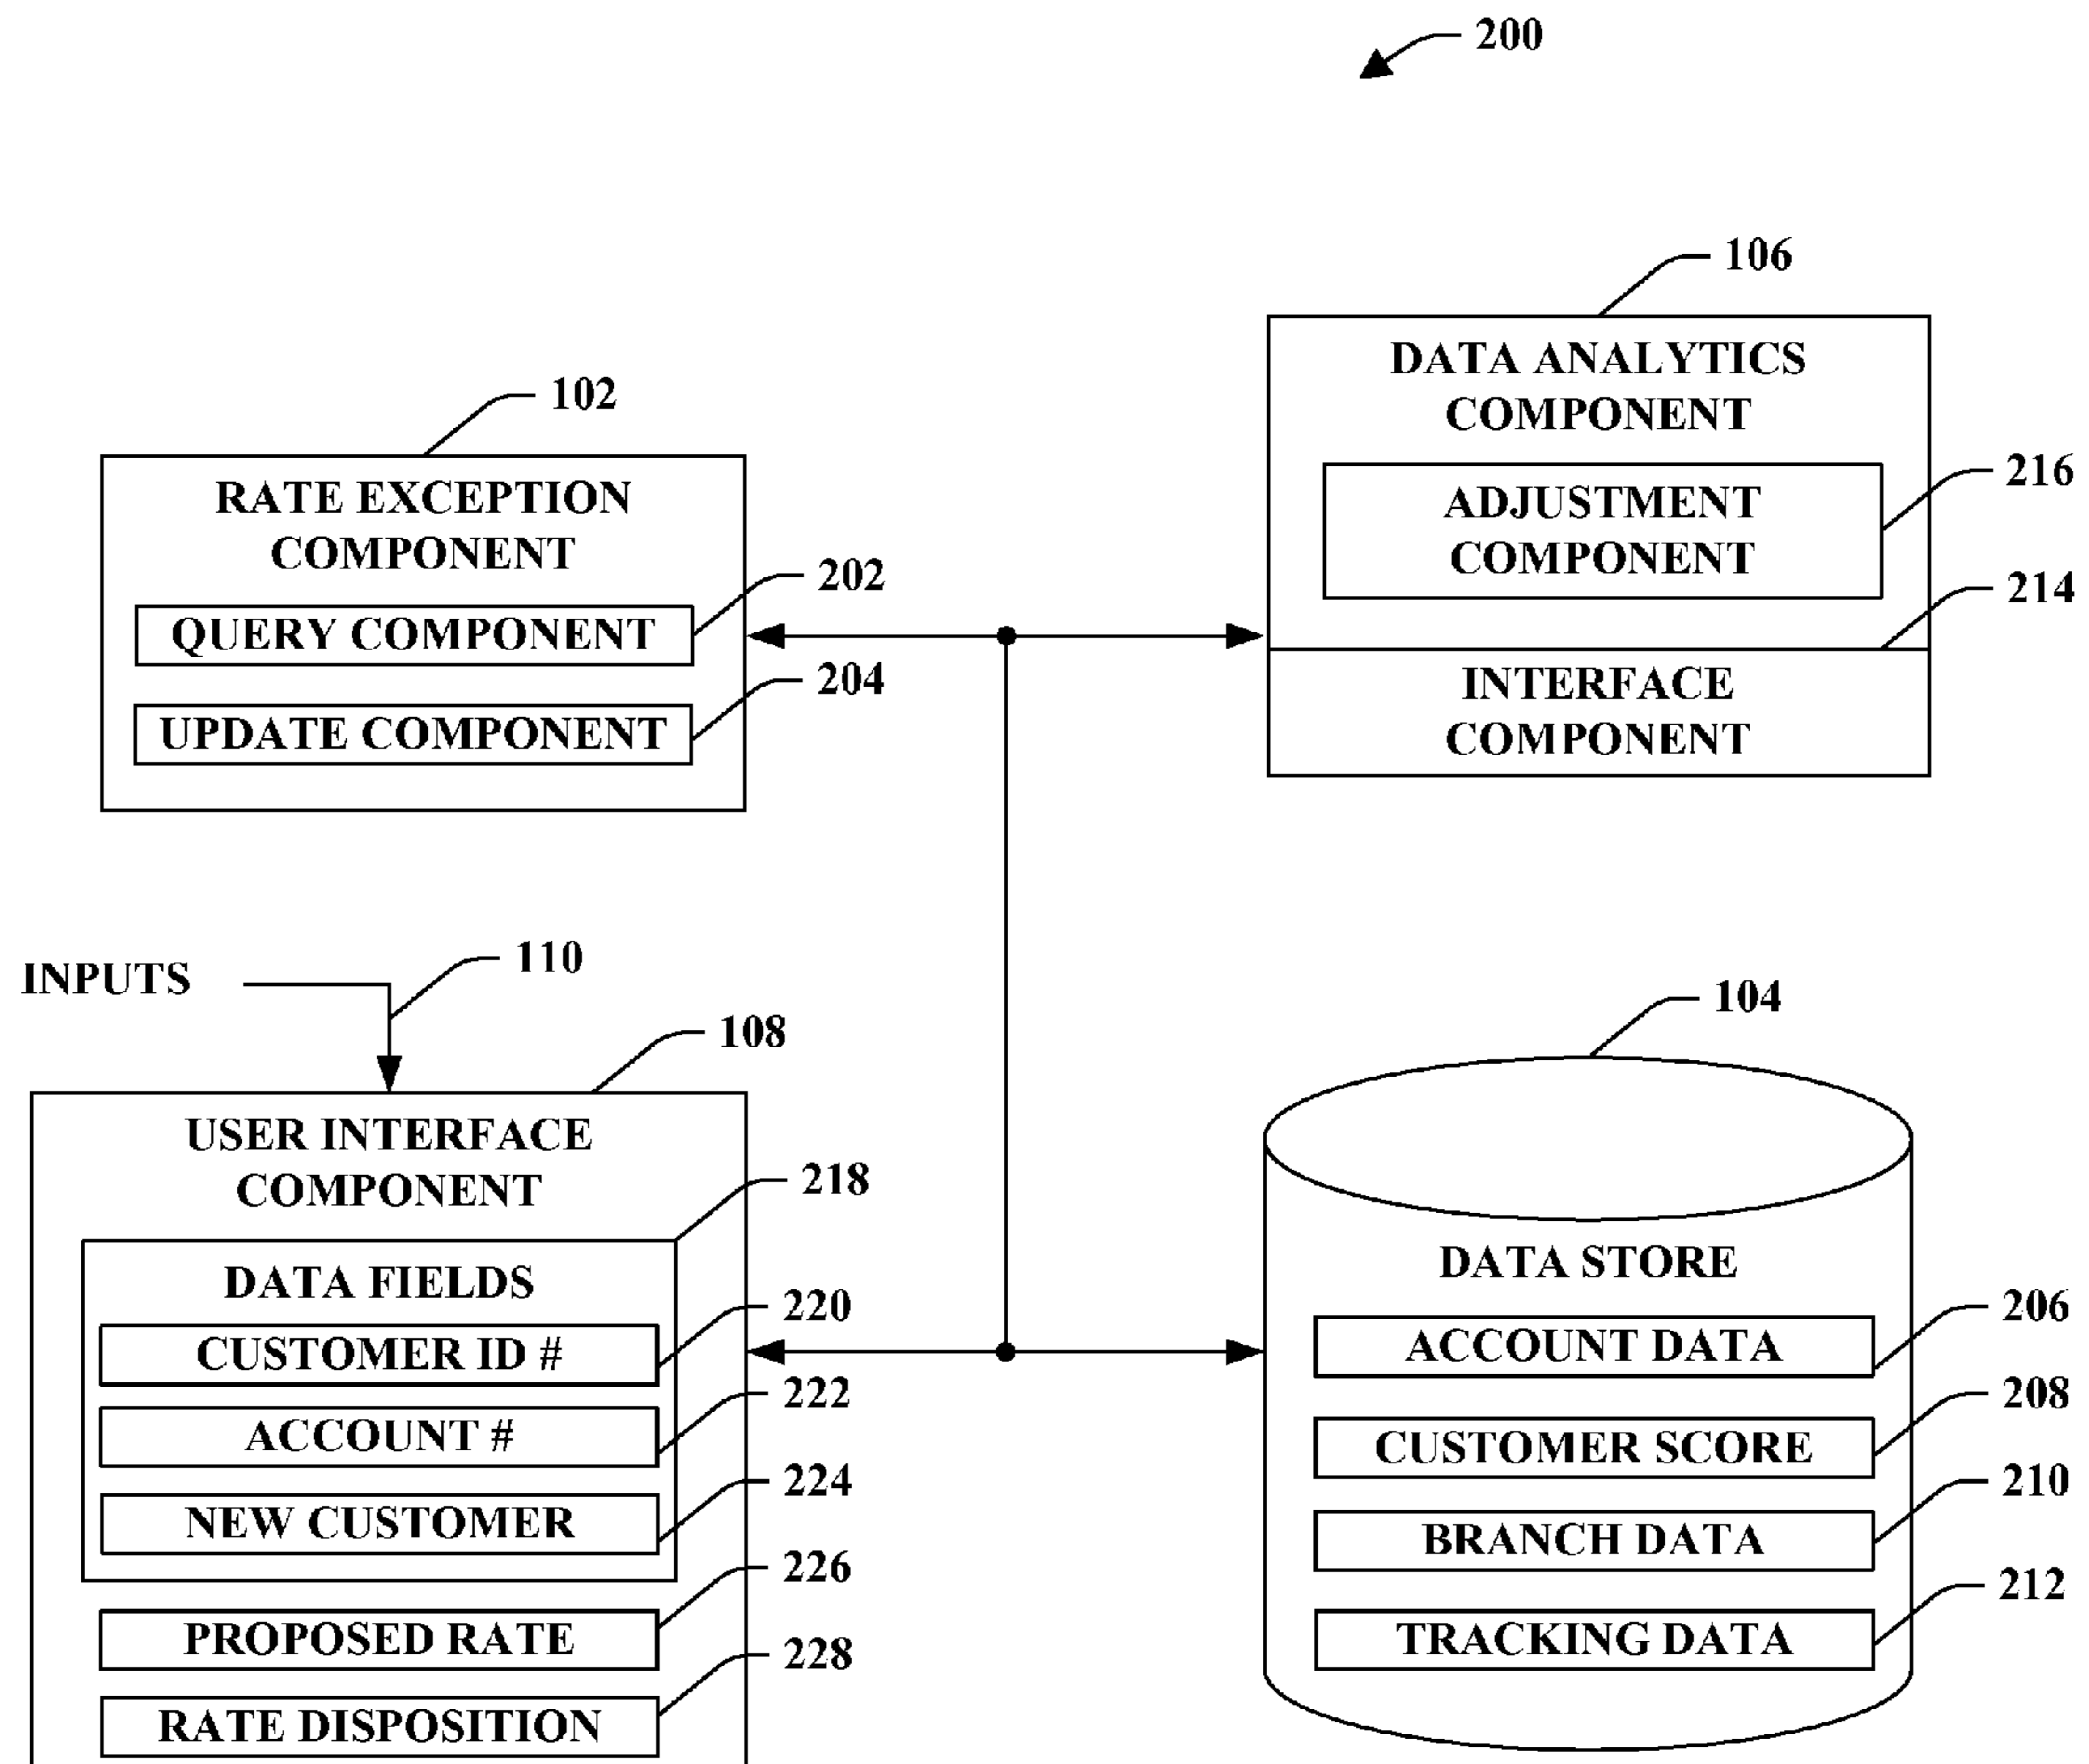 200
106
DATA ANALYTICS
COMPONENT
216
ADJUSTMENT
COMPONENT
214
INTERFACE
COMPONENT
102
RATE EXCEPTION
COMPONENT
202
QUERY COMPONENT
204
UPDATE COMPONENT
INPUTS
110
108
USER INTERFACE
COMPONENT
218
DATA FIELDS
220
CUSTOMER ID #
222
ACCOUNT #
224
NEW CUSTOMER
226
PROPOSED RATE
228
RATE DISPOSITION
104
DATA STORE
206
ACCOUNT DATA
208
CUSTOMER SCORE
210
BRANCH DATA
212
TRACKING DATA